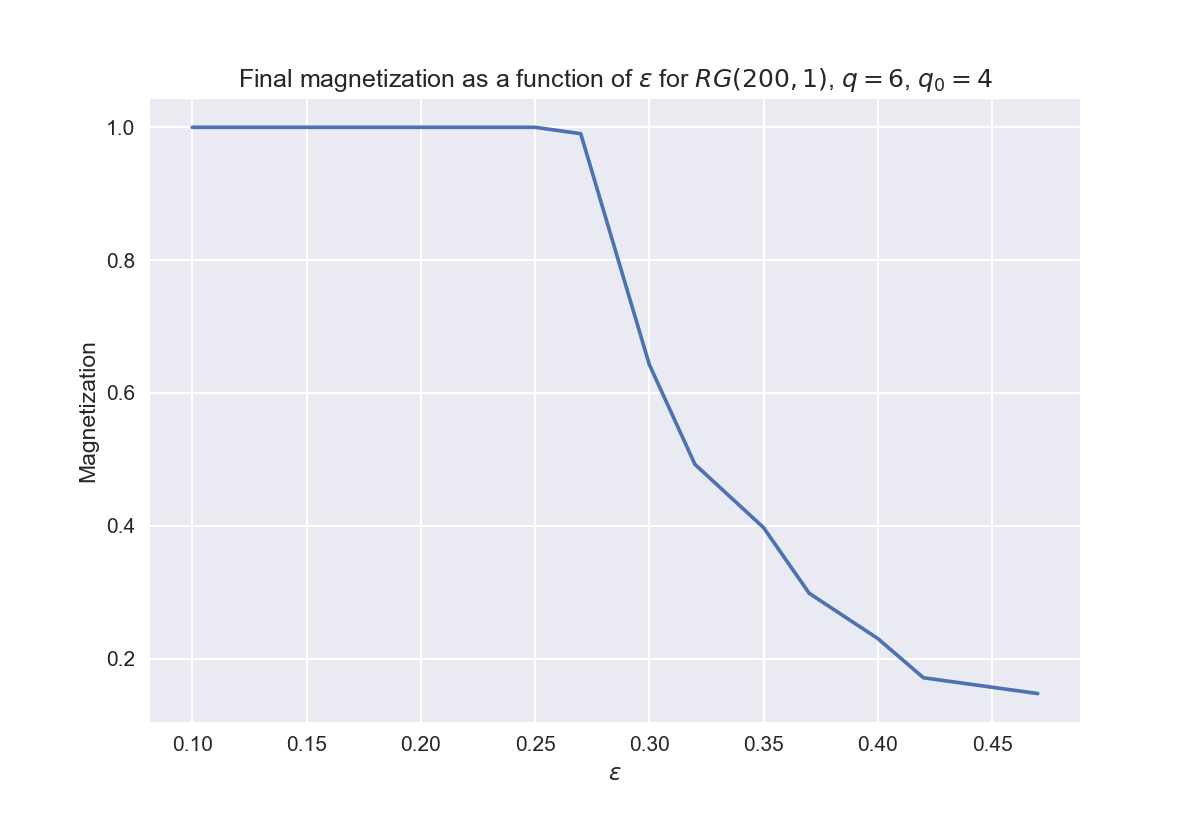 Final magnetization as a function of ε for RG(200, 1), q = 6, q₀ = 4
1.0
0.8
0.6
0.4
0.2
Magnetization
0.10 0.15 0.20 0.25 0.30 0.35 0.40 0.45
ε